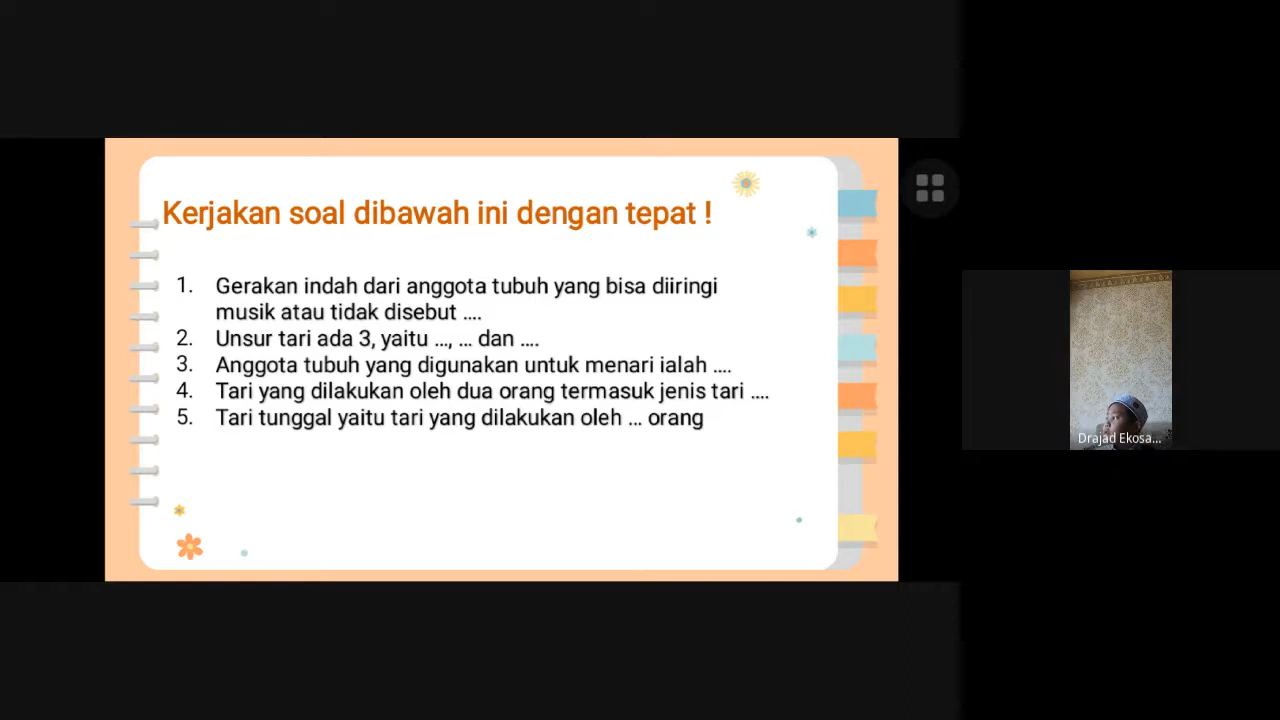 Kerjakan soal dibawah ini dengan tepat !
1. Gerakan indah dari anggota tubuh yang bisa diiringi
musik atau tidak disebut ....
2. Unsur tari ada 3, yaitu ..., ... dan ....
3. Anggota tubuh yang digunakan untuk menari ialah ....
4. Tari yang dilakukan oleh dua orang termasuk jenis tari ....
5. Tari tunggal yaitu tari yang dilakukan oleh ... orang
Drajad Ekosa...